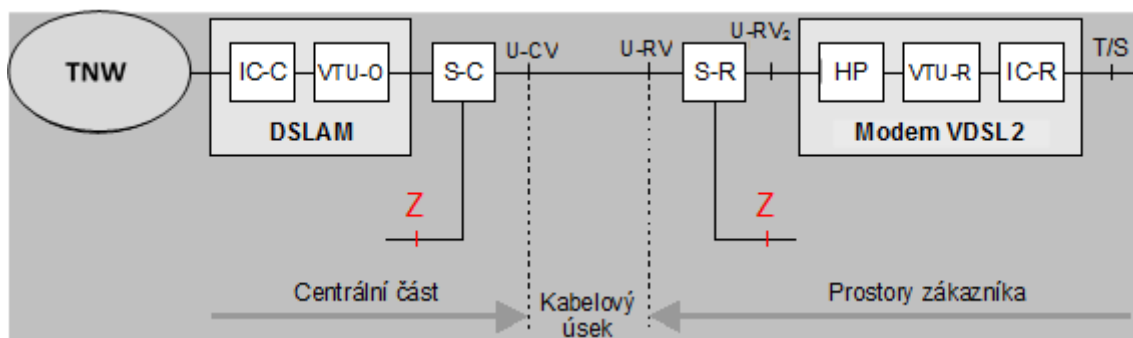 TNW
IC-C
VTU-O
DSLAM
S-C
U-CV
U-RV
S-R
U-RV₂
HP
VTU-R
IC-R
Modem VDSL2
T/S
Z
Z
Centrální část
Kabelový
úsek
Prostory zákazníka